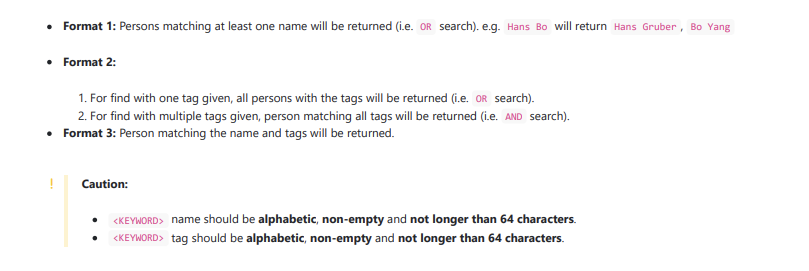 • Format 1: Persons matching at least one name will be returned (i.e. OR search). e.g. Hans Bo will return Hans Gruber , Bo Yang
• Format 2:
1. For find with one tag given, all persons with the tags will be returned (i.e. OR search).
2. For find with multiple tags given, person matching all tags will be returned (i.e. AND search).
• Format 3: Person matching the name and tags will be returned.
! Caution:
• <KEYWORD> name should be alphabetic, non-empty and not longer than 64 characters.
• <KEYWORD> tag should be alphabetic, non-empty and not longer than 64 characters.